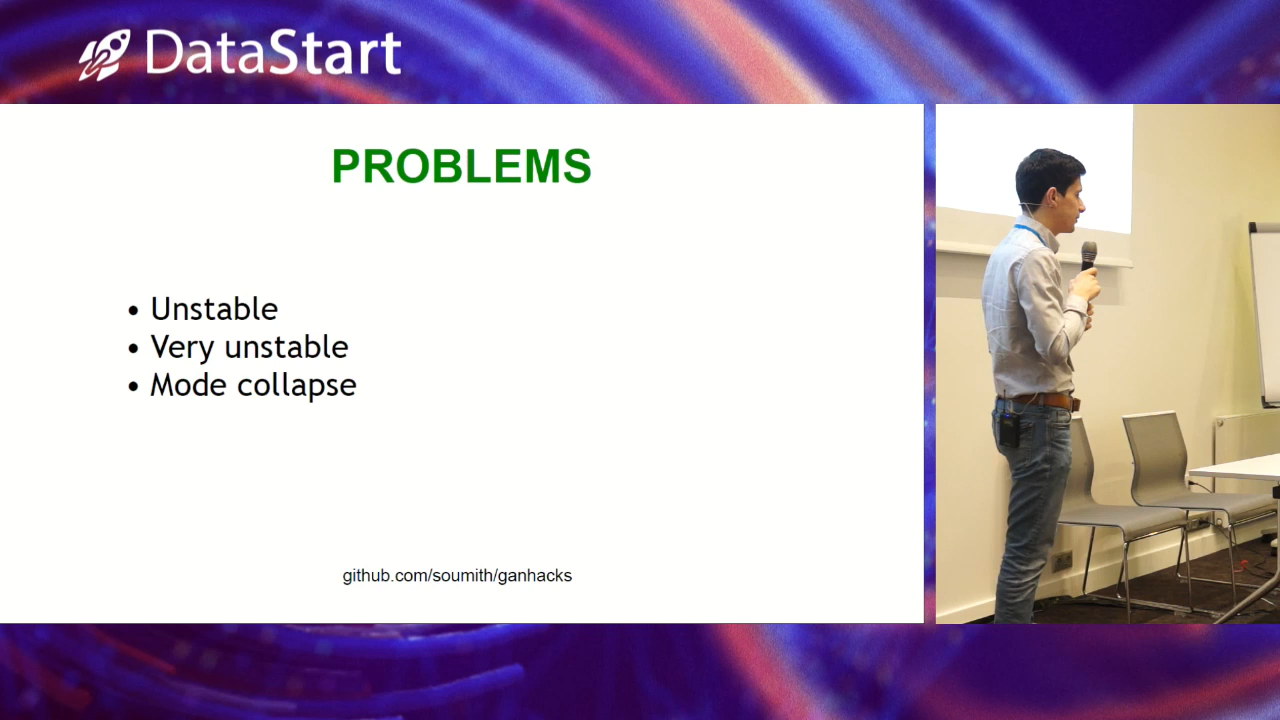 DataStart
PROBLEMS
• Unstable
• Very unstable
• Mode collapse
github.com/soumith/ganhacks